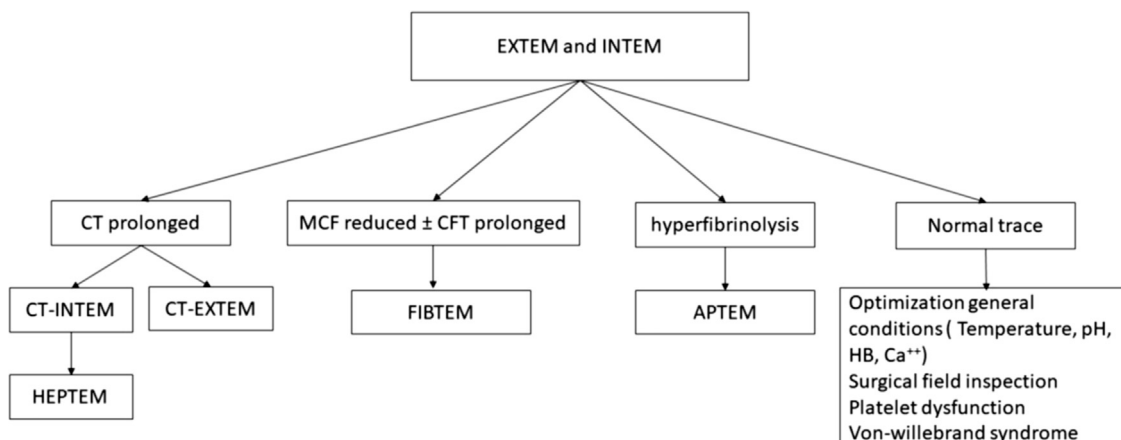 EXTEM and INTEM
CT prolonged
MCF reduced ± CFT prolonged
hyperfibrinolysis
Normal trace
CT-INTEM
CT-EXTEM
FIBTEM
APTEM
Optimization general
conditions ( Temperature, pH,
HB, Ca⁺⁺)
Surgical field inspection
Platelet dysfunction
Von-willebrand syndrome
HEPTEM